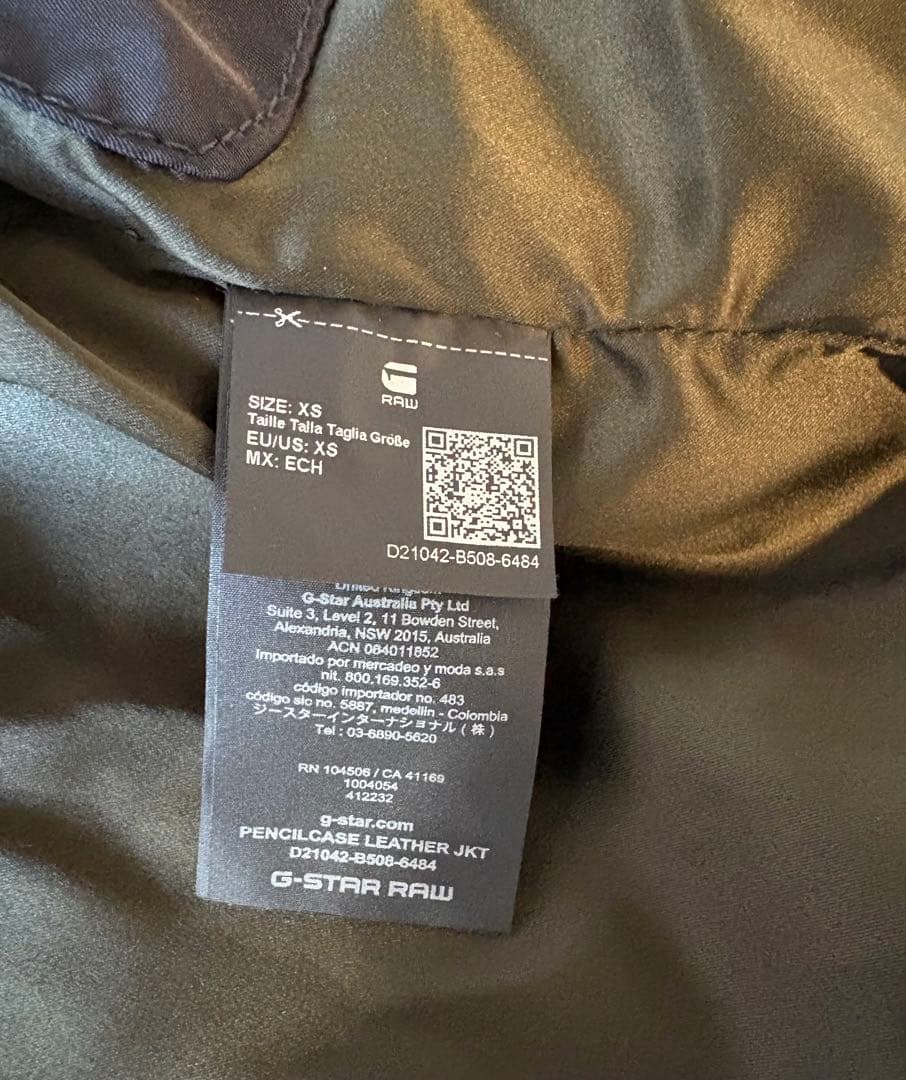 RAW
SIZE: XS
Taille Talla Taglia Größe
EU/US: XS
MX: ECH
D21042-B508-6484
United Kingdom
G-Star Australia Pty Ltd
Suite 3, Level 2, 11 Bowden Street,
Alexandria, NSW 2015, Australia
ACN 084011852
Importado por mercadeo y moda s.a.s
nit. 800.169.352-6
código importador no. 483
código sic no. 5887, medellin - Colombia
ジースターインターナショナル(株)
Tel : 03-6890-5620
RN 104506 / CA 41169
1004054
412232
g-star.com
PENCILCASE LEATHER JKT
D21042-B508-6484
G-STAR RAW